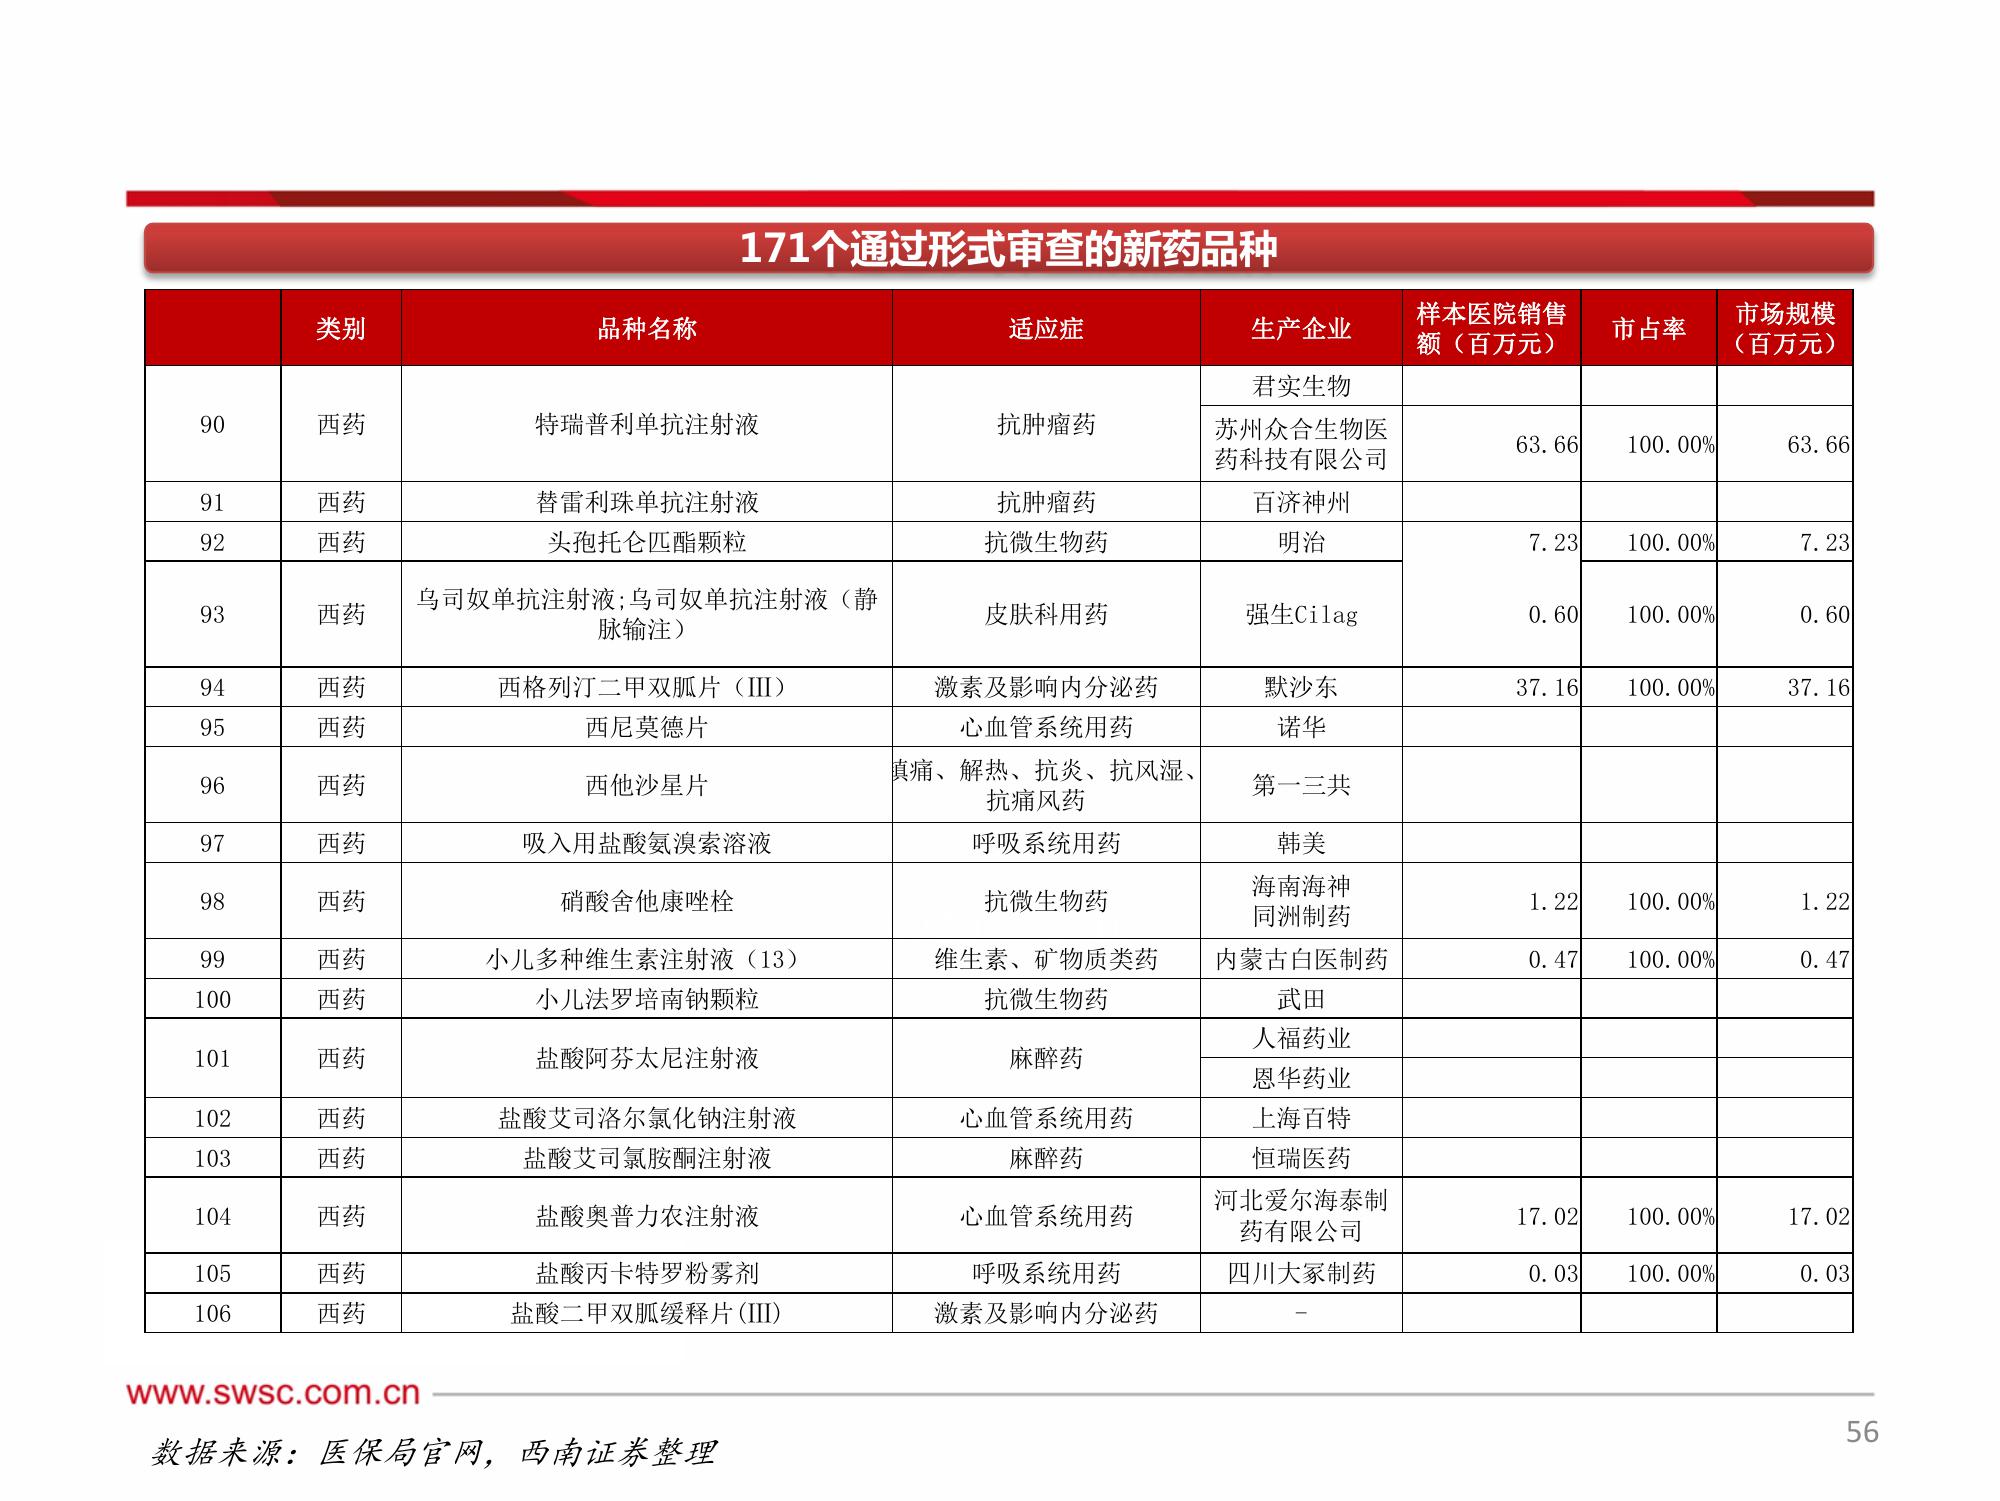 171个通过形式审查的新药品种
类别 品种名称 适应症 生产企业 样本医院销售额（百万元） 市占率 市场规模（百万元）
90 西药 特瑞普利单抗注射液 抗肿瘤药 君实生物
苏州众合生物医药科技有限公司 63.66 100.00% 63.66
91 西药 替雷利珠单抗注射液 抗肿瘤药 百济神州
92 西药 头孢托仑匹酯颗粒 抗微生物药 明治 7.23 100.00% 7.23
93 西药 乌司奴单抗注射液;乌司奴单抗注射液（静脉输注） 皮肤科用药 强生Cilag 0.60 100.00% 0.60
94 西药 西格列汀二甲双胍片（Ⅲ） 激素及影响内分泌药 默沙东 37.16 100.00% 37.16
95 西药 西尼莫德片 心血管系统用药 诺华
96 西药 西他沙星片 镇痛、解热、抗炎、抗风湿、抗痛风药 第一三共
97 西药 吸入用盐酸氨溴索溶液 呼吸系统用药 韩美
98 西药 硝酸舍他康唑栓 抗微生物药 海南海神同洲制药 1.22 100.00% 1.22
99 西药 小儿多种维生素注射液（13） 维生素、矿物质类药 内蒙古白医制药 0.47 100.00% 0.47
100 西药 小儿法罗培南钠颗粒 抗微生物药 武田
101 西药 盐酸阿芬太尼注射液 麻醉药 人福药业
恩华药业
102 西药 盐酸艾司洛尔氯化钠注射液 心血管系统用药 上海百特
103 西药 盐酸艾司氯胺酮注射液 麻醉药 恒瑞医药
104 西药 盐酸奥普力农注射液 心血管系统用药 河北爱尔海泰制药有限公司 17.02 100.00% 17.02
105 西药 盐酸丙卡特罗粉雾剂 呼吸系统用药 四川大冢制药 0.03 100.00% 0.03
106 西药 盐酸二甲双胍缓释片(Ⅲ) 激素及影响内分泌药 -
www.swsc.com.cn
56
数据来源：医保局官网，西南证券整理